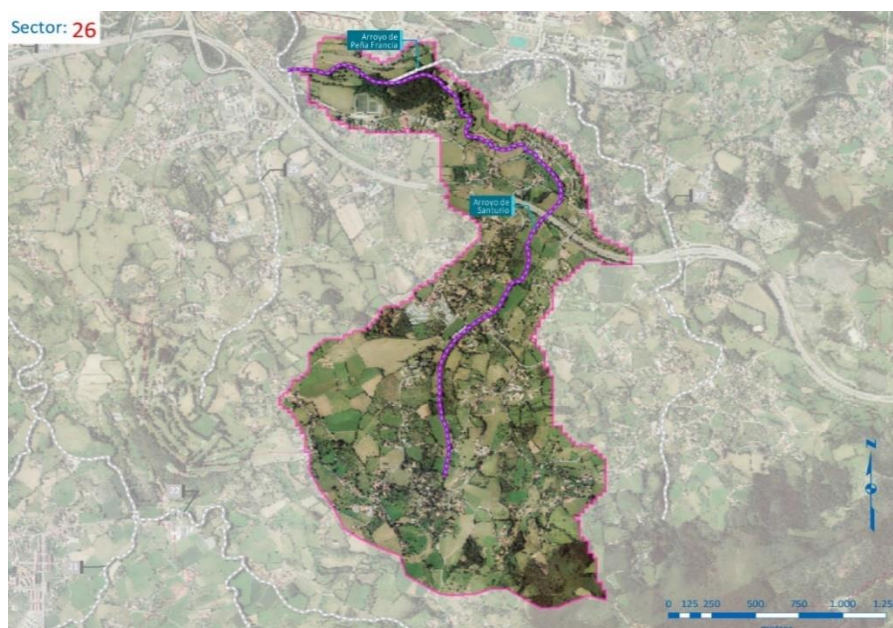 Sector: 26
Arroyo de
Peña Francia
Arroyo de
Santurio
N
0 125 250 500 750 1.000 1.25